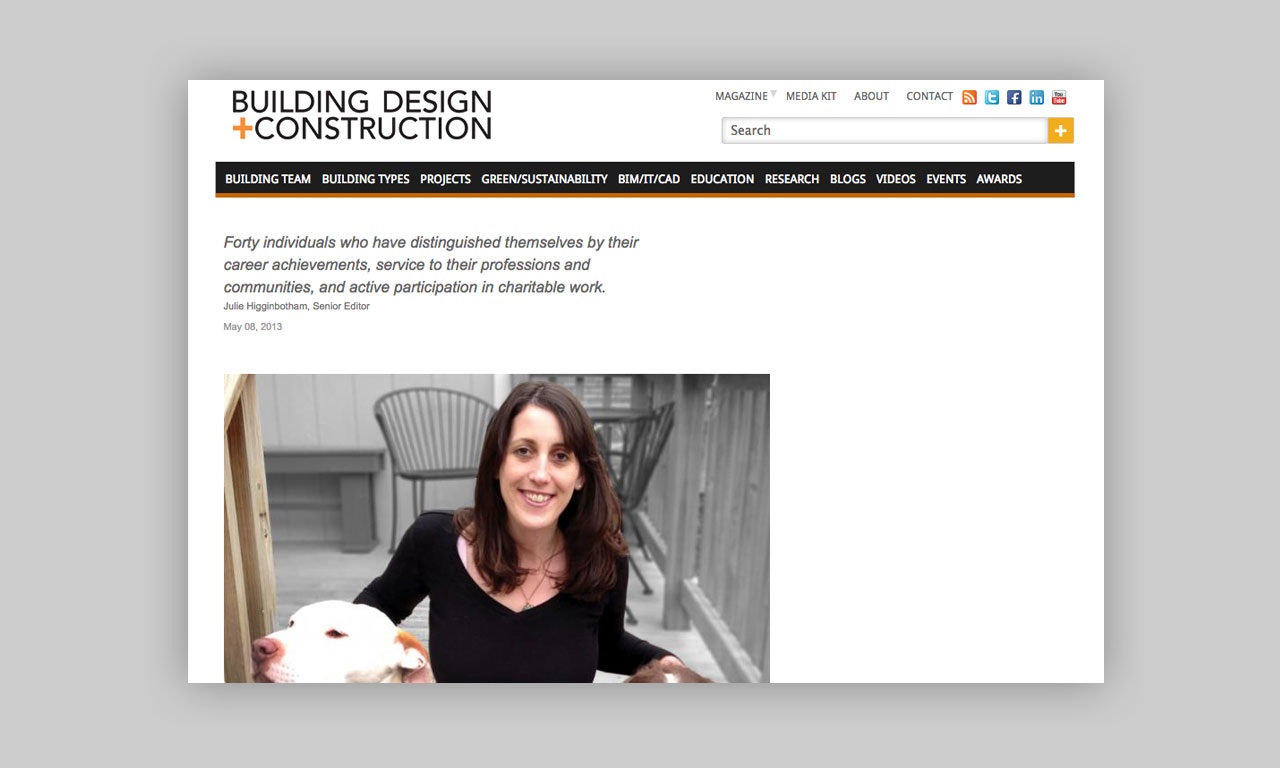 BUILDING DESIGN
+CONSTRUCTION
MAGAZINE MEDIA KIT ABOUT CONTACT
You
Tube
Search
BUILDING TEAM BUILDING TYPES PROJECTS GREEN/SUSTAINABILITY BIM/IT/CAD EDUCATION RESEARCH BLOGS VIDEOS EVENTS AWARDS
Forty individuals who have distinguished themselves by their
career achievements, service to their professions and
communities, and active participation in charitable work.
Julie Higginbotham, Senior Editor
May 08, 2013